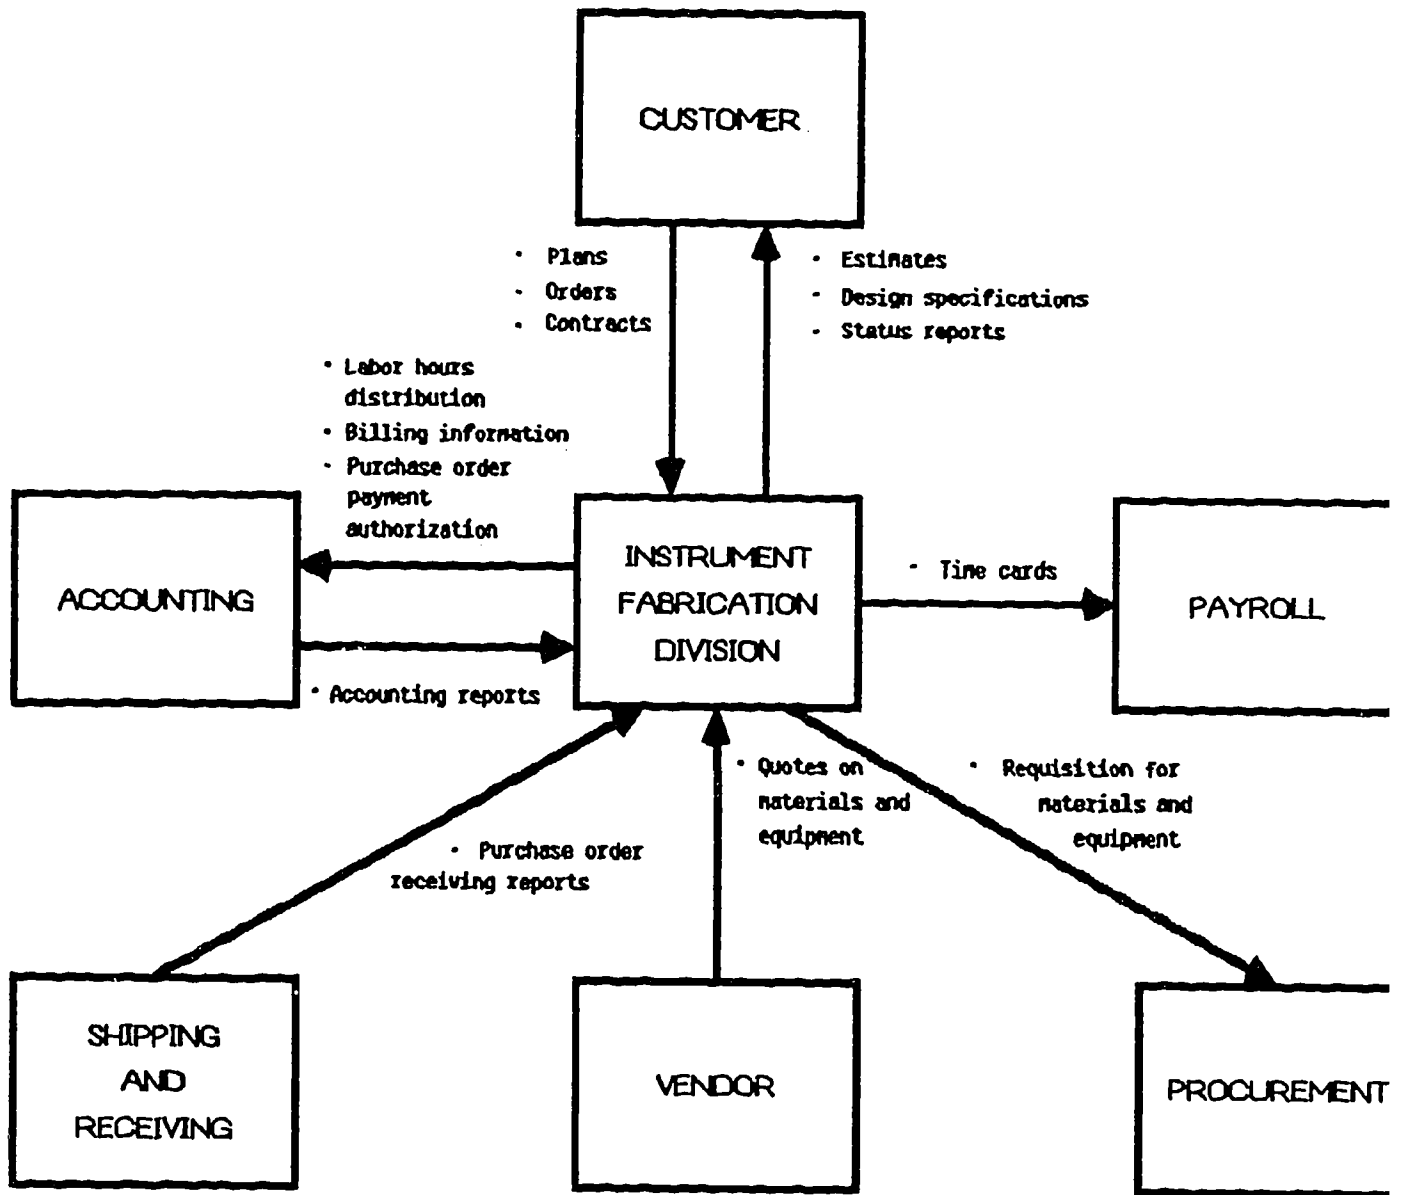 CUSTOMER
· Plans
· Orders
· Contracts
· Estimates
· Design specifications
· Status reports
· Labor hours
distribution
· Billing information
· Purchase order
payment
authorization
ACCOUNTING
INSTRUMENT
FABRICATION
DIVISION
· Time cards
PAYROLL
· Accounting reports
· Quotes on
materials and
equipment
· Requisition for
materials and
equipment
· Purchase order
receiving reports
SHIPPING
AND
RECEIVING
VENDOR
PROCUREMENT